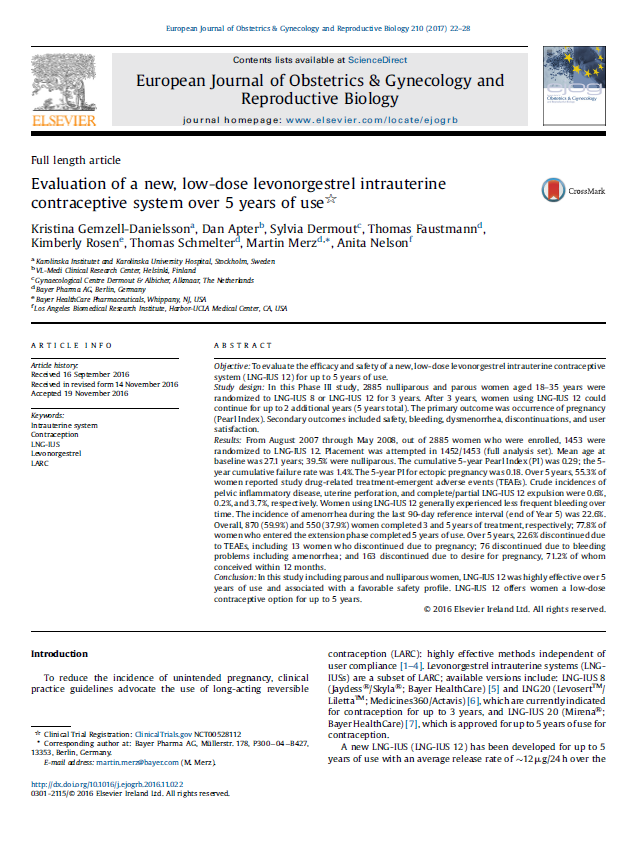 European Journal of Obstetrics & Gynecology and Reproductive Biology 210 (2017) 22–28
Contents lists available at ScienceDirect
European Journal of Obstetrics & Gynecology and
Reproductive Biology
journal homepage: www.elsevier.com/locate/ejogrb
ELSEVIER
Full length article
Evaluation of a new, low-dose levonorgestrel intrauterine
contraceptive system over 5 years of use☆
CrossMark
Kristina Gemzell-Danielssona, Dan Apterb, Sylvia Dermoutc, Thomas Faustmannd,
Kimberly Rosene, Thomas Schmelterd, Martin Merzd,*, Anita Nelsonf
a Karolinska Institutet and Karolinska University Hospital, Stockholm, Sweden
b VL-Medi Clinical Research Center, Helsinki, Finland
c Gynaecological Centre Dermout & Albicher, Alkmaar, The Netherlands
d Bayer Pharma AG, Berlin, Germany
e Bayer HealthCare Pharmaceuticals, Whippany, NJ, USA
f Los Angeles Biomedical Research Institute, Harbor-UCLA Medical Center, CA, USA
ARTICLE INFO
Article history:
Received 16 September 2016
Received in revised form 14 November 2016
Accepted 19 November 2016
Keywords:
Intrauterine system
Contraception
LNG-IUS
Levonorgestrel
LARC
ABSTRACT
Objective: To evaluate the efficacy and safety of a new, low-dose levonorgestrel intrauterine contraceptive
system (LNG-IUS 12) for up to 5 years of use.
Study design: In this Phase III study, 2885 nulliparous and parous women aged 18–35 years were
randomized to LNG-IUS 8 or LNG-IUS 12 for 3 years. After 3 years, women using LNG-IUS 12 could
continue for up to 2 additional years (5 years total). The primary outcome was occurrence of pregnancy
(Pearl Index). Secondary outcomes included safety, bleeding, dysmenorrhea, discontinuations, and user
satisfaction.
Results: From August 2007 through May 2008, out of 2885 women who were enrolled, 1453 were
randomized to LNG-IUS 12. Placement was attempted in 1452/1453 (full analysis set). Mean age at
baseline was 27.1 years; 39.5% were nulliparous. The cumulative 5-year Pearl Index (PI) was 0.29; the 5-
year cumulative failure rate was 1.4%. The 5-year PI for ectopic pregnancy was 0.18. Over 5 years, 55.3% of
women reported study drug-related treatment-emergent adverse events (TEAEs). Crude incidences of
pelvic inflammatory disease, uterine perforation, and complete/partial LNG-IUS 12 expulsion were 0.6%,
0.2%, and 3.7%, respectively. Women using LNG-IUS 12 generally experienced less frequent bleeding over
time. The incidence of amenorrhea during the last 90-day reference interval (end of Year 5) was 22.6%.
Overall, 870 (59.9%) and 550 (37.9%) women completed 3 and 5 years of treatment, respectively; 77.8% of
women who entered the extension phase completed 5 years of use. Over 5 years, 22.6% discontinued due
to TEAEs, including 13 women who discontinued due to pregnancy; 76 discontinued due to bleeding
problems including amenorrhea; and 163 discontinued due to desire for pregnancy, 71.2% of whom
conceived within 12 months.
Conclusion: In this study including parous and nulliparous women, LNG-IUS 12 was highly effective over 5
years of use and associated with a favorable safety profile. LNG-IUS 12 offers women a low-dose
contraceptive option for up to 5 years.
© 2016 Elsevier Ireland Ltd. All rights reserved.
Introduction
To reduce the incidence of unintended pregnancy, clinical
practice guidelines advocate the use of long-acting reversible
contraception (LARC): highly effective methods independent of
user compliance [1–4]. Levonorgestrel intrauterine systems (LNG-
IUSs) are a subset of LARC; available versions include: LNG-IUS 8
(Jaydess®/Skyla®; Bayer HealthCare) [5] and LNG20 (Levosert™/
Liletta™; Medicines360/Actavis) [6], which are currently indicated
for contraception for up to 3 years, and LNG-IUS 20 (Mirena®;
Bayer HealthCare) [7], which is approved for up to 5 years of use for
contraception.
A new LNG-IUS (LNG-IUS 12) has been developed for up to 5
years of use with an average release rate of ~12 μg/24 h over the
☆ Clinical Trial Registration: ClinicalTrials.gov NCT00528112
* Corresponding author at: Bayer Pharma AG, Müllerstr. 178, P300–04–B427,
13353, Berlin, Germany.
E-mail address: martin.merz@bayer.com (M. Merz).
http://dx.doi.org/10.1016/j.ejogrb.2016.11.022
0301-2115/© 2016 Elsevier Ireland Ltd. All rights reserved.